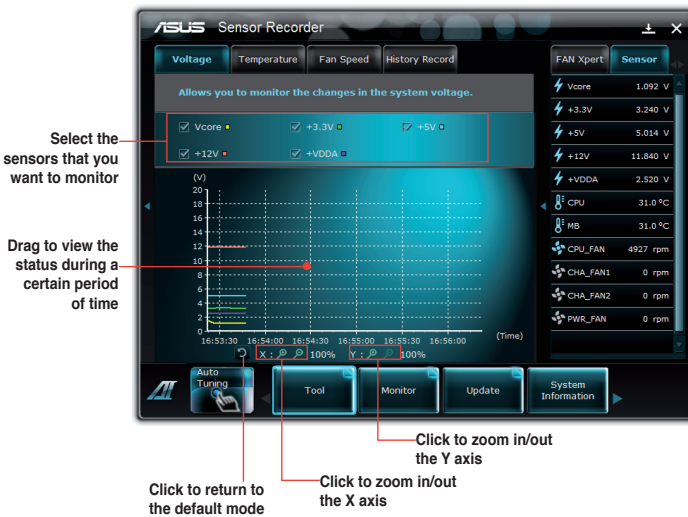 ASUS Sensor Recorder
Voltage Temperature Fan Speed History Record
Allows you to monitor the changes in the system voltage.
Vcore +3.3V +5V
+12V +VDDA
Select the
sensors that you
want to monitor
(V)
20
18
16
14
12
10
8
6
4
2
0
16:53:30 16:54:00 16:54:30 16:55:00 16:55:30 16:56:00
(Time)
Drag to view the
status during a
certain period
of time
X : 100% Y : 100%
FAN Xpert Sensor
Vcore 1.092 V
+3.3V 3.240 V
+5V 5.014 V
+12V 11.840 V
+VDDA 2.520 V
CPU 31.0 ºC
MB 31.0 ºC
CPU_FAN 4927 rpm
CHA_FAN1 0 rpm
CHA_FAN2 0 rpm
PWR_FAN 0 rpm
Auto
Tuning
Tool
Monitor
Update
System
Information
Click to zoom in/out
the Y axis
Click to zoom in/out
the X axis
Click to return to
the default mode